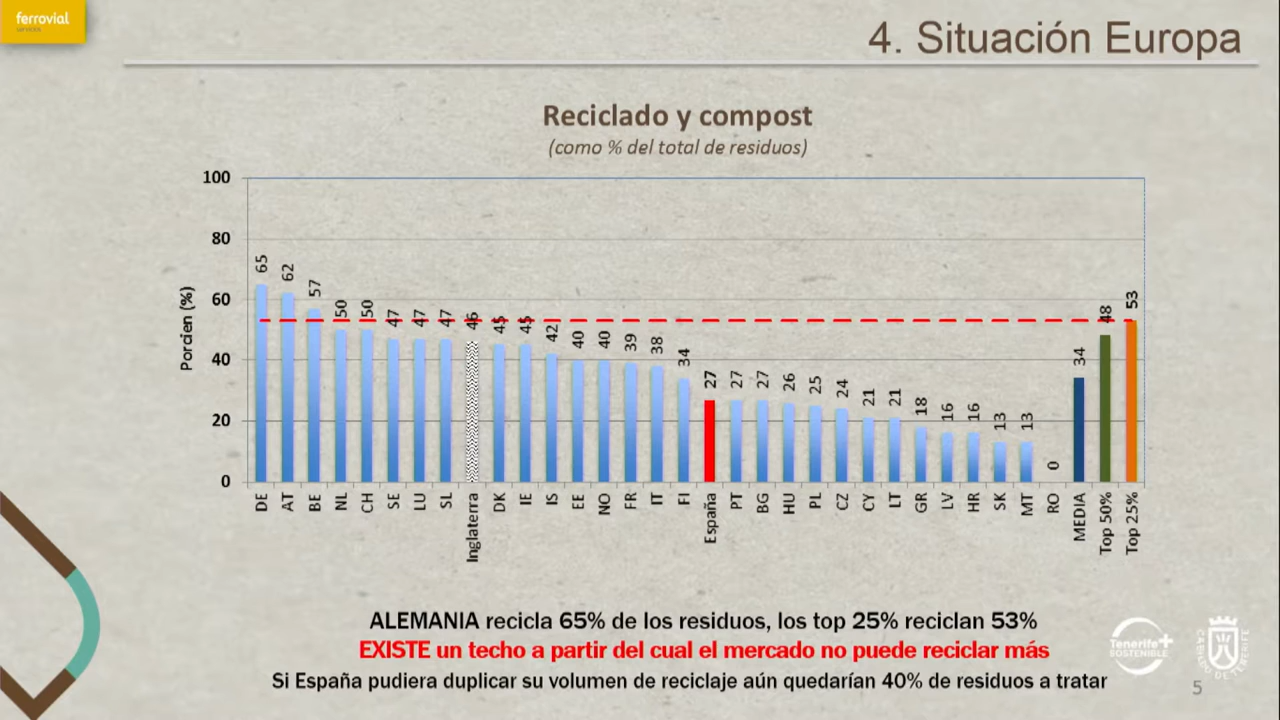 ferrovial
servicios
4. Situación Europa
Reciclado y compost
(como % del total de residuos)
Porcien (%)
100
80
60
40
20
0
65 62 57 50 50 47 47 47 46 45 45 42 40 40 39 38 34 27 27 27 26 25 24 21 21 18 16 16 13 13 0 34 48 53
DE AT BE NL CH SE LU SL Inglaterra DK IE IS EE NO FR IT FI España PT BG HU PL CZ CY LT GR LV HR SK MT RO MEDIA Top 50% Top 25%
ALEMANIA recicla 65% de los residuos, los top 25% reciclan 53%
EXISTE un techo a partir del cual el mercado no puede reciclar más
Si España pudiera duplicar su volumen de reciclaje aún quedarían 40% de residuos a tratar
Tenerife+
SOSTENIBLE
CABILDO DE TENERIFE
5